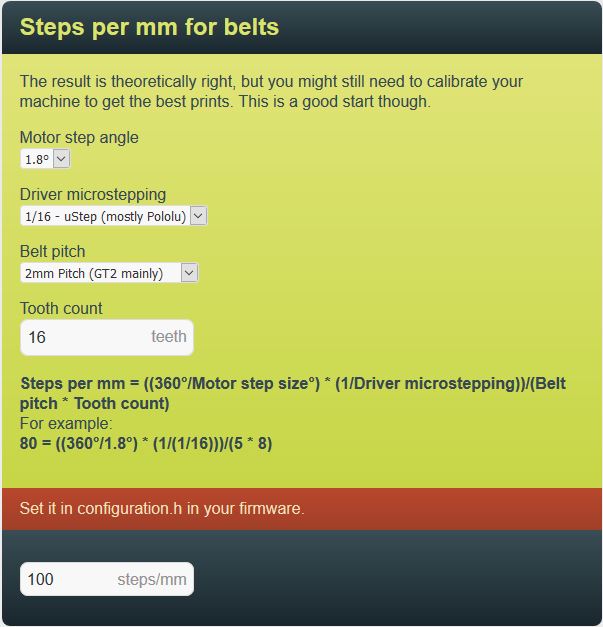 Steps per mm for belts
The result is theoretically right, but you might still need to calibrate your
machine to get the best prints. This is a good start though.
Motor step angle
1.8º
Driver microstepping
1/16 - uStep (mostly Pololu)
Belt pitch
2mm Pitch (GT2 mainly)
Tooth count
16 teeth
Steps per mm = ((360°/Motor step size°) * (1/Driver microstepping))/(Belt
pitch * Tooth count)
For example:
80 = ((360°/1.8°) * (1/(1/16)))/(5 * 8)
Set it in configuration.h in your firmware.
100 steps/mm